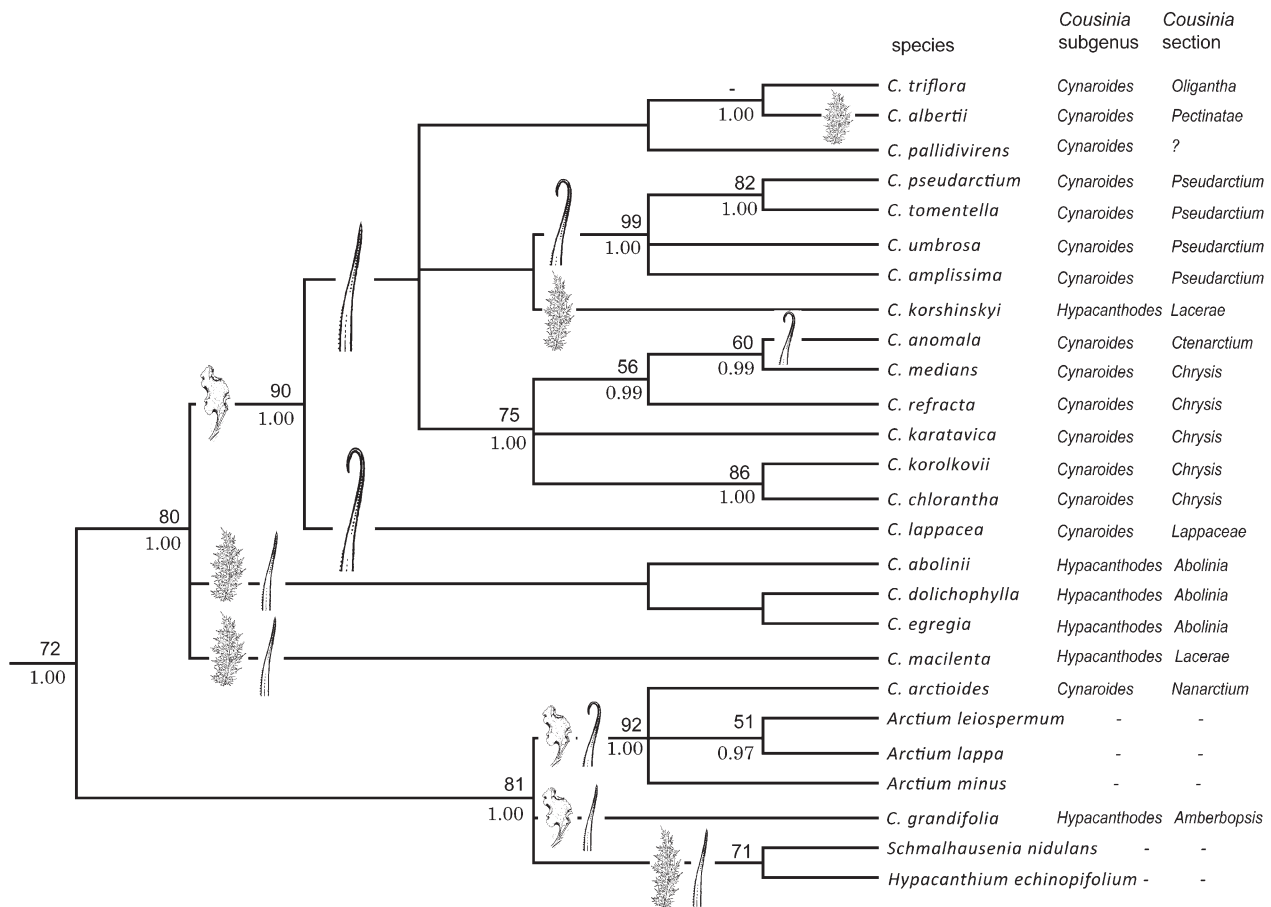 Cousinia Cousinia
species subgenus section
C. triflora Cynaroides Oligantha
-
1.00
C. albertii Cynaroides Pectinatae
C. pallidivirens Cynaroides ?
82
C. pseudarctium Cynaroides Pseudarctium
1.00
C. tomentella Cynaroides Pseudarctium
99
1.00
C. umbrosa Cynaroides Pseudarctium
C. amplissima Cynaroides Pseudarctium
C. korshinskyi Hypacanthodes Lacerae
60
C. anomala Cynaroides Ctenarctium
56
0.99
C. medians Cynaroides Chrysis
90
0.99
C. refracta Cynaroides Chrysis
1.00
75
C. karatavica Cynaroides Chrysis
1.00
C. korolkovii Cynaroides Chrysis
86
1.00
C. chlorantha Cynaroides Chrysis
80
C. lappacea Cynaroides Lappaceae
1.00
C. abolinii Hypacanthodes Abolinia
C. dolichophylla Hypacanthodes Abolinia
C. egregia Hypacanthodes Abolinia
72
C. macilenta Hypacanthodes Lacerae
1.00
C. arctioides Cynaroides Nanarctium
92
51
Arctium leiospermum - -
1.00
0.97
Arctium lappa - -
81
Arctium minus - -
1.00
C. grandifolia Hypacanthodes Amberbopsis
71
Schmalhausenia nidulans - -
Hypacanthium echinopifolium - -